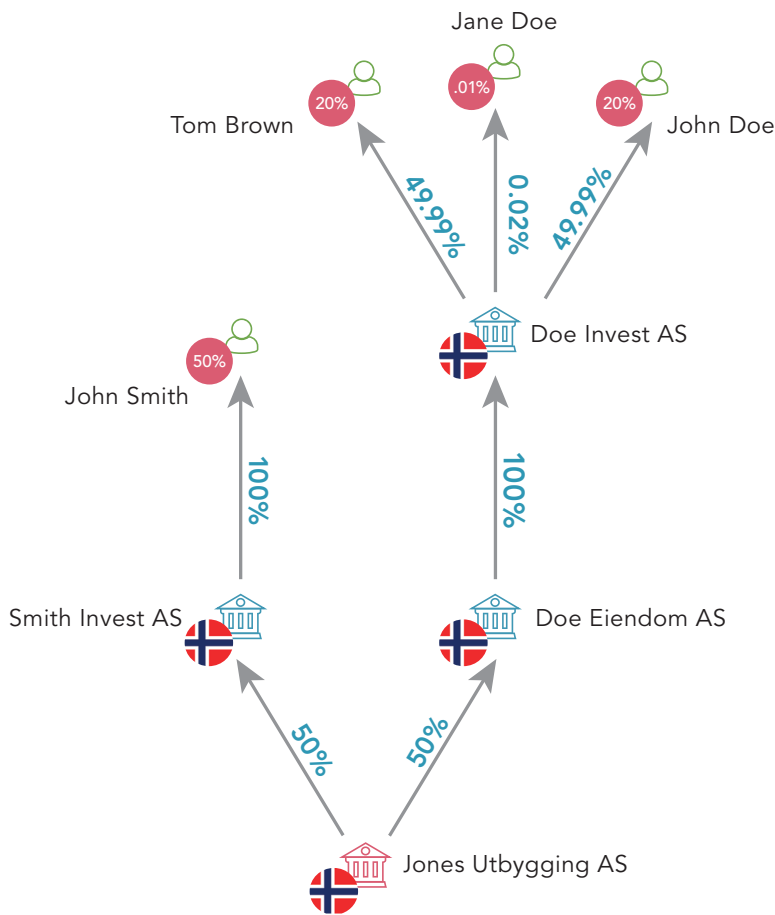 Jane Doe
.01%
20%
20%
Tom Brown
John Doe
49.99%
0.02%
49.99%
Doe Invest AS
50%
John Smith
100%
100%
Smith Invest AS
Doe Eiendom AS
50%
50%
Jones Utbygging AS